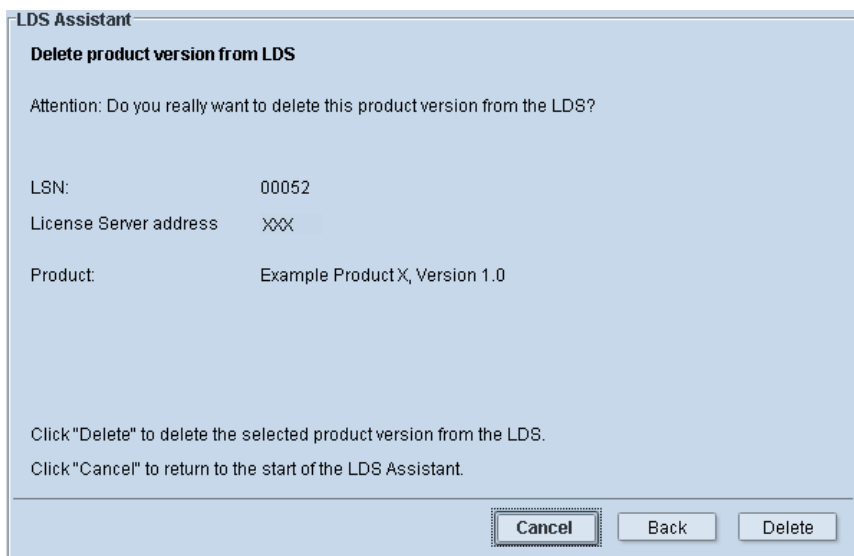 LDS Assistant
Delete product version from LDS
Attention: Do you really want to delete this product version from the LDS?
LSN: 00052
License Server address XXX
Product: Example Product X, Version 1.0
Click "Delete" to delete the selected product version from the LDS.
Click "Cancel" to return to the start of the LDS Assistant.
Cancel Back Delete